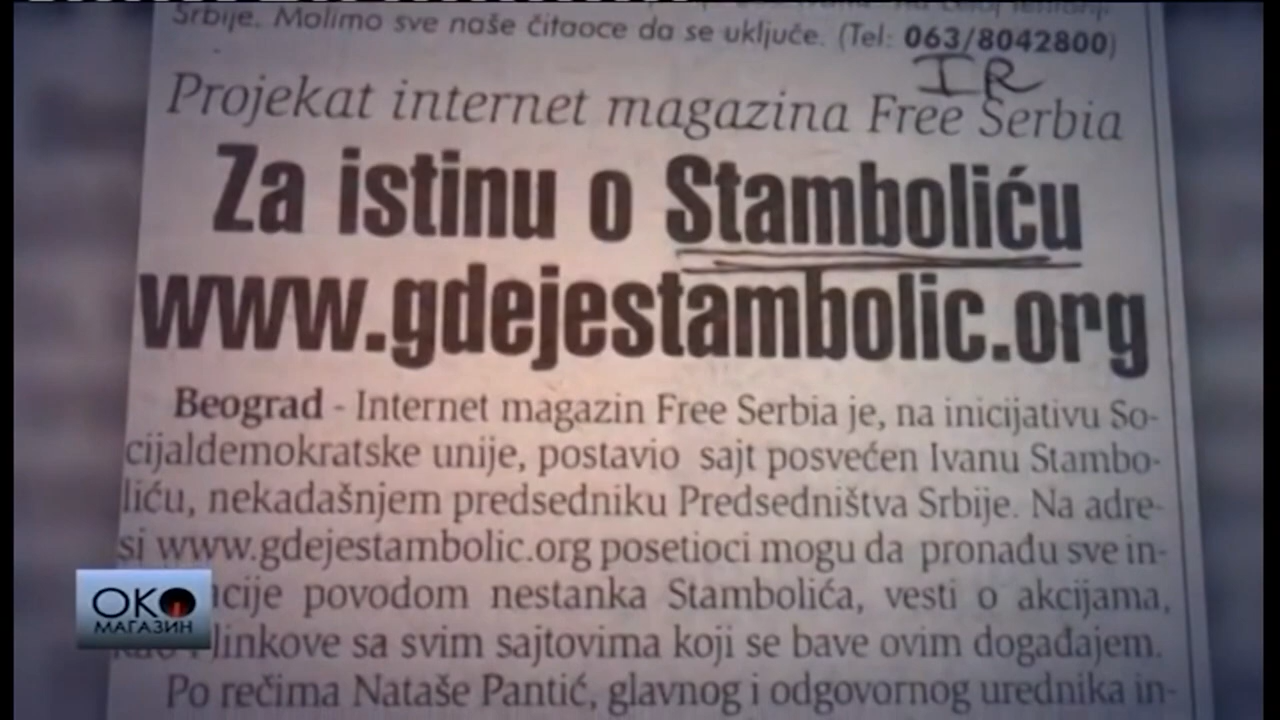 Srbije. Molimo sve naše čitaoce da se uključe. (Tel: 063/8042800)
IR
Projekat internet magazina Free Serbia
Za istinu o Stamboliću
www.gdejestambolic.org
Beograd - Internet magazin Free Serbia je, na inicijativu So-
cijaldemokratske unije, postavio sajt posvećen Ivanu Stambo-
liću, nekadašnjem predsedniku Predsedništva Srbije. Na adre-
si www.gdejestambolic.org posetioci mogu da pronađu sve in-
cije povodom nestanka Stambolića, vesti o akcijama,
linkove sa svim sajtovima koji se bave ovim događajem.
Po rečima Nataše Pantić, glavnog i odgovornog urednika in-
OKO
МАГАЗИН